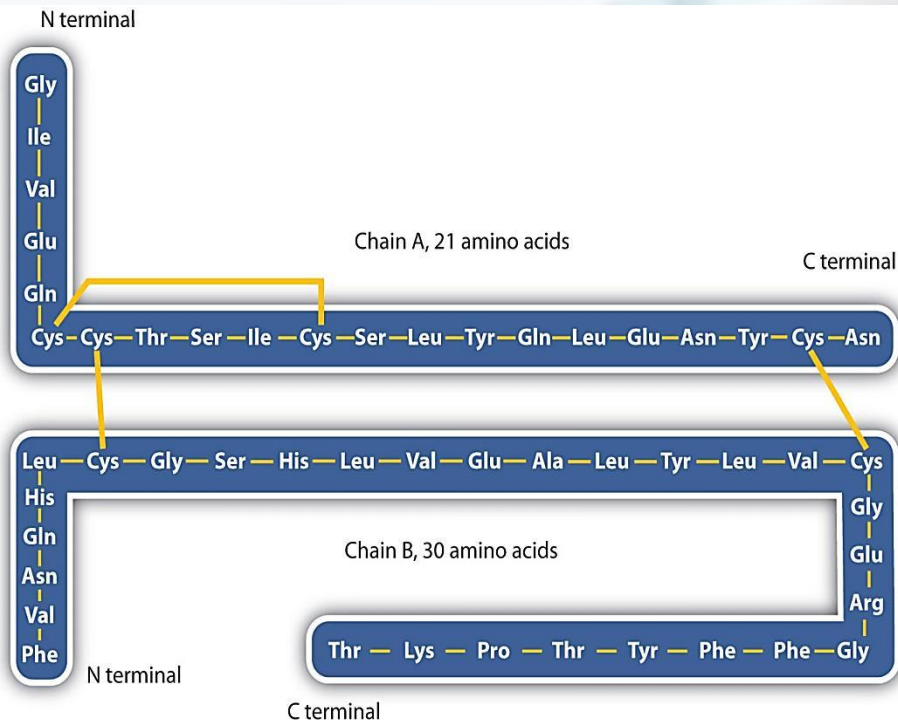 N terminal
Gly
Ile
Val
Glu
Gln
Chain A, 21 amino acids
C terminal
Cys Cys Thr Ser Ile Cys Ser Leu Tyr Gln Leu Glu Asn Tyr Cys Asn
Leu Cys Gly Ser His Leu Val Glu Ala Leu Tyr Leu Val Cys
His
Gln
Asn
Val
Phe
N terminal
Chain B, 30 amino acids
Gly
Glu
Arg
Thr Lys Pro Thr Tyr Phe Phe Gly
C terminal